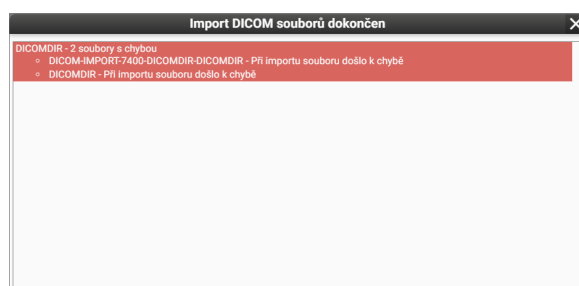 Import DICOM souborů dokončen
DICOMDIR - 2 soubory s chybou
DICOM-IMPORT-7400-DICOMDIR-DICOMDIR - Při importu souboru došlo k chybě
DICOMDIR - Při importu souboru došlo k chybě